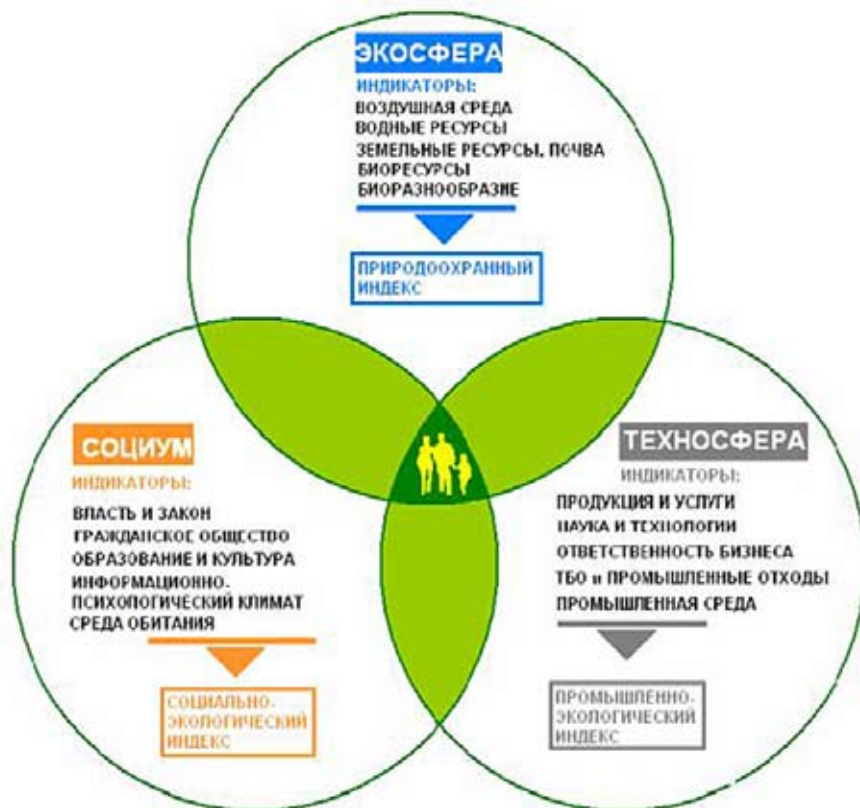 ЭКОСФЕРА
ИНДИКАТОРЫ:
ВОЗДУШНАЯ СРЕДА
ВОДНЫЕ РЕСУРСЫ
ЗЕМЕЛЬНЫЕ РЕСУРСЫ, ПОЧВА
БИОРЕСУРСЫ
БИОРАЗНООБРАЗИЕ
ПРИРОДООХРАННЫЙ
ИНДЕКС
СОЦИУМ
ИНДИКАТОРЫ:
ВЛАСТЬ И ЗАКОН
ГРАЖДАНСКОЕ ОБЩЕСТВО
ОБРАЗОВАНИЕ И КУЛЬТУРА
ИНФОРМАЦИОННО-
ПСИХОЛОГИЧЕСКИЙ КЛИМАТ
СРЕДА ОБИТАНИЯ
СОЦИАЛЬНО-
ЭКОЛОГИЧЕСКИЙ
ИНДЕКС
ТЕХНОСФЕРА
ИНДИКАТОРЫ:
ПРОДУКЦИЯ И УСЛУГИ
НАУКА И ТЕХНОЛОГИИ
ОТВЕТСТВЕННОСТЬ БИЗНЕСА
ТБО и ПРОМЫШЛЕННЫЕ ОТХОДЫ
ПРОМЫШЛЕННАЯ СРЕДА
ПРОМЫШЛЕННО-
ЭКОЛОГИЧЕСКИЙ
ИНДЕКС